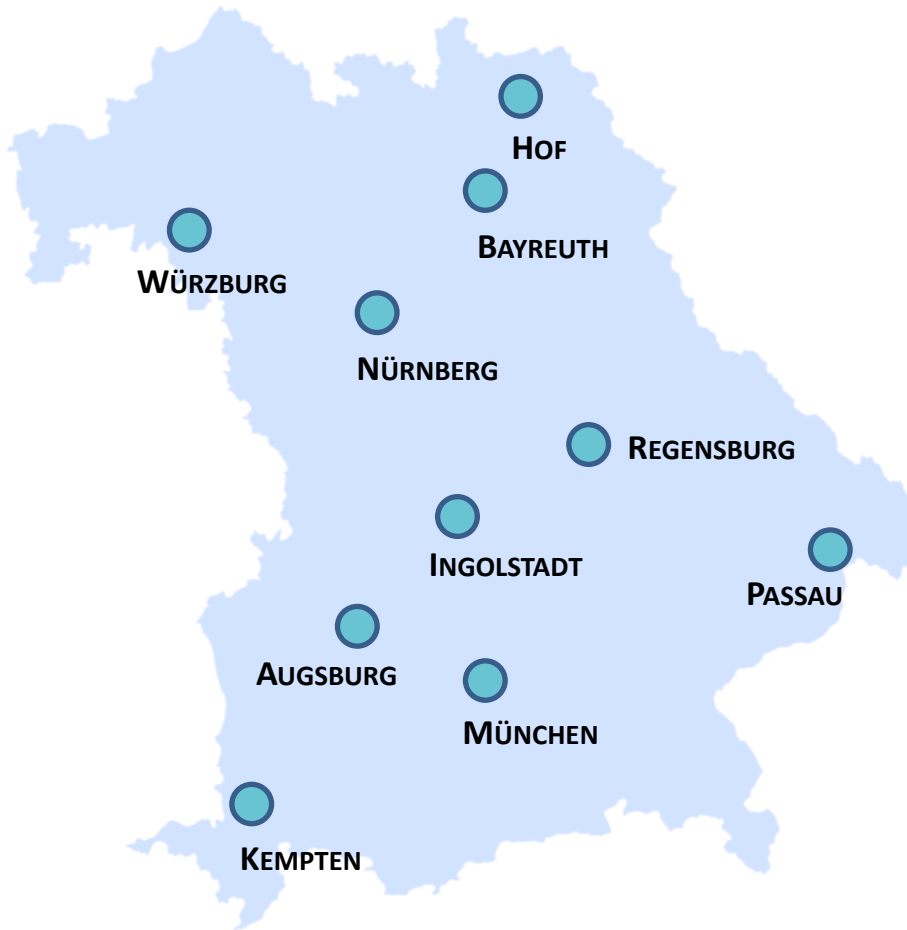 HOF
BAYREUTH
WÜRZBURG
NÜRNBERG
REGENSBURG
INGOLSTADT
PASSAU
AUGSBURG
MÜNCHEN
KEMPTEN